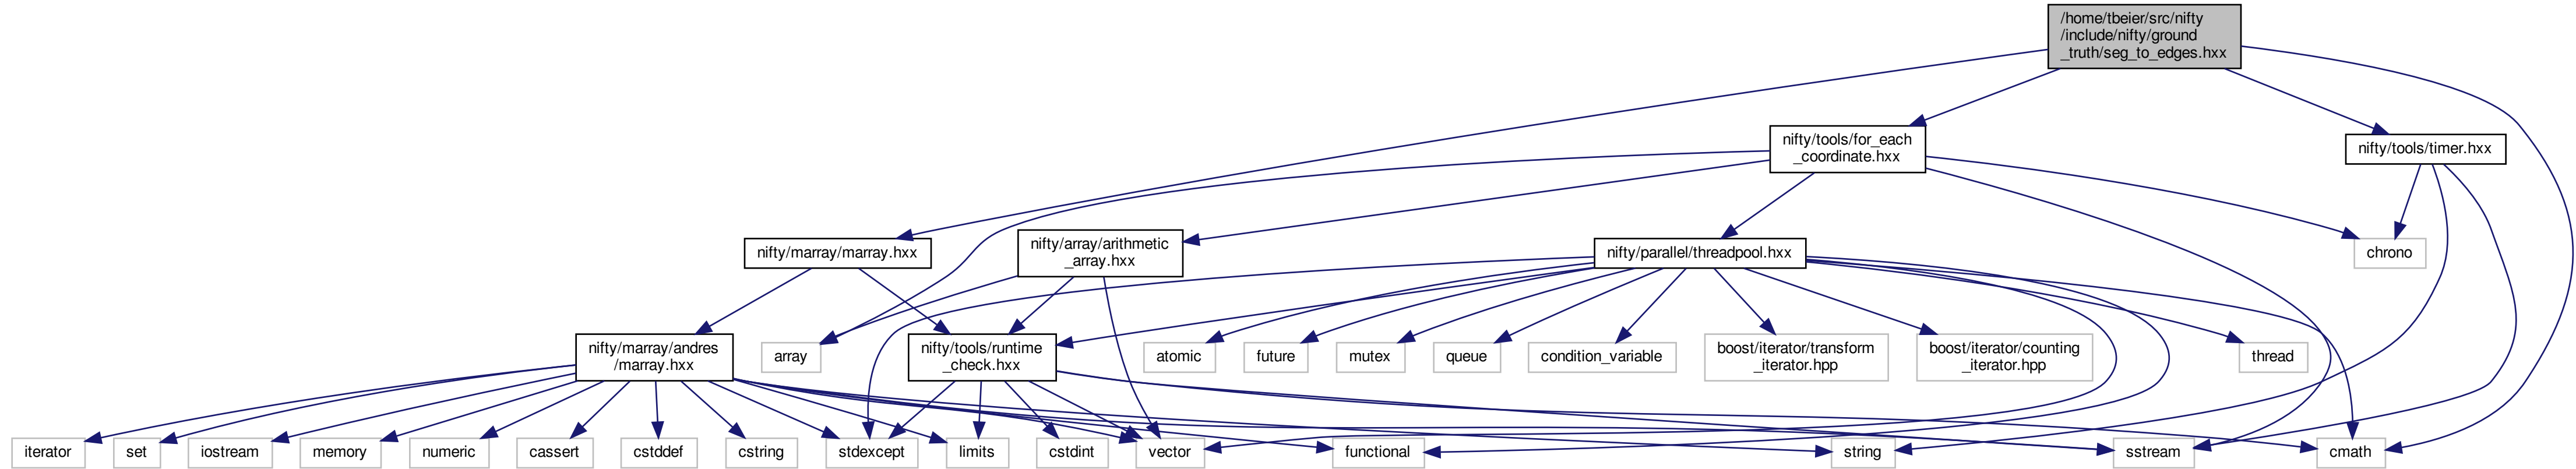 /home/tbeier/src/nifty
/include/nifty/ground
_truth/seg_to_edges.hxx
nifty/tools/for_each
_coordinate.hxx
nifty/tools/timer.hxx
nifty/marray/marray.hxx
nifty/array/arithmetic
_array.hxx
nifty/parallel/threadpool.hxx
chrono
nifty/marray/andres
/marray.hxx
array
nifty/tools/runtime
_check.hxx
atomic
future
mutex
queue
condition_variable
boost/iterator/transform
_iterator.hpp
boost/iterator/counting
_iterator.hpp
thread
iterator
set
iostream
memory
numeric
cassert
cstddef
cstring
stdexcept
limits
cstdint
vector
functional
string
sstream
cmath